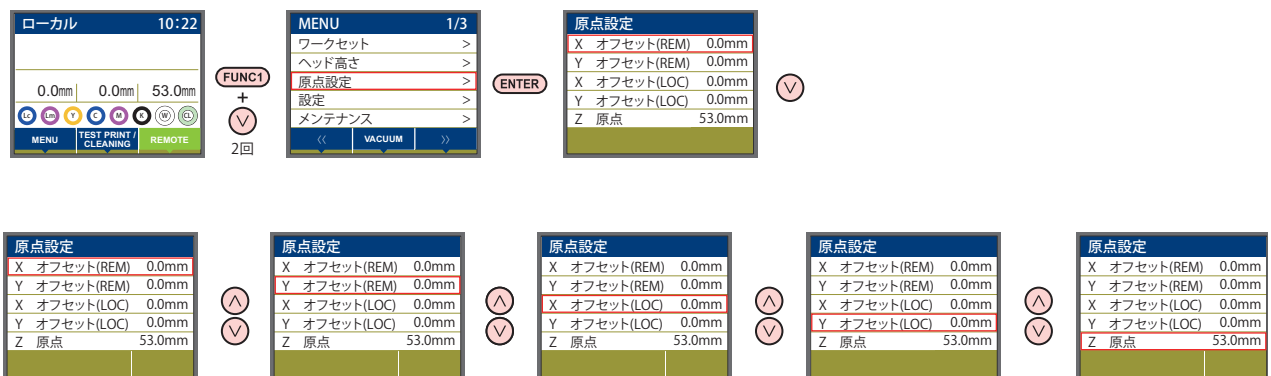 ローカル 10:22
0.0mm 0.0mm 53.0mm
Lc Lm Y C M K W CL
MENU TEST PRINT / CLEANING REMOTE
FUNC1
+
2回
MENU 1/3
ワークセット >
ヘッド高さ >
原点設定 >
設定 >
メンテナンス >
《 VACUUM 》
ENTER
原点設定
X オフセット(REM) 0.0mm
Y オフセット(REM) 0.0mm
X オフセット(LOC) 0.0mm
Y オフセット(LOC) 0.0mm
Z 原点 53.0mm
原点設定
X オフセット(REM) 0.0mm
Y オフセット(REM) 0.0mm
X オフセット(LOC) 0.0mm
Y オフセット(LOC) 0.0mm
Z 原点 53.0mm
原点設定
X オフセット(REM) 0.0mm
Y オフセット(REM) 0.0mm
X オフセット(LOC) 0.0mm
Y オフセット(LOC) 0.0mm
Z 原点 53.0mm
原点設定
X オフセット(REM) 0.0mm
Y オフセット(REM) 0.0mm
X オフセット(LOC) 0.0mm
Y オフセット(LOC) 0.0mm
Z 原点 53.0mm
原点設定
X オフセット(REM) 0.0mm
Y オフセット(REM) 0.0mm
X オフセット(LOC) 0.0mm
Y オフセット(LOC) 0.0mm
Z 原点 53.0mm
原点設定
X オフセット(REM) 0.0mm
Y オフセット(REM) 0.0mm
X オフセット(LOC) 0.0mm
Y オフセット(LOC) 0.0mm
Z 原点 53.0mm